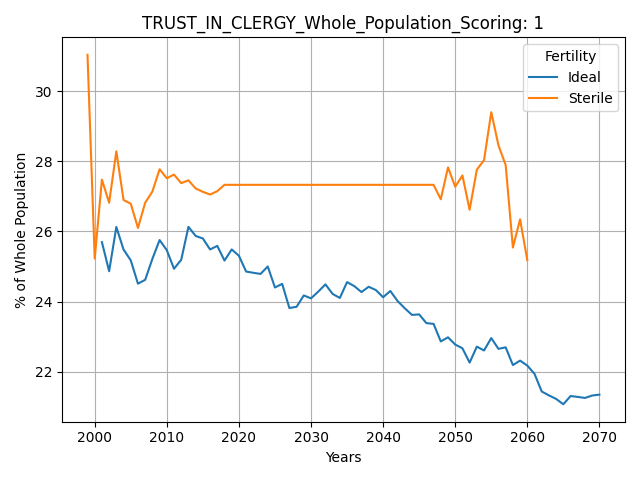 TRUST_IN_CLERGY_Whole_Population_Scoring: 1
Fertility
Ideal
Sterile
% of Whole Population
30
28
26
24
22
2000 2010 2020 2030 2040 2050 2060 2070
Years